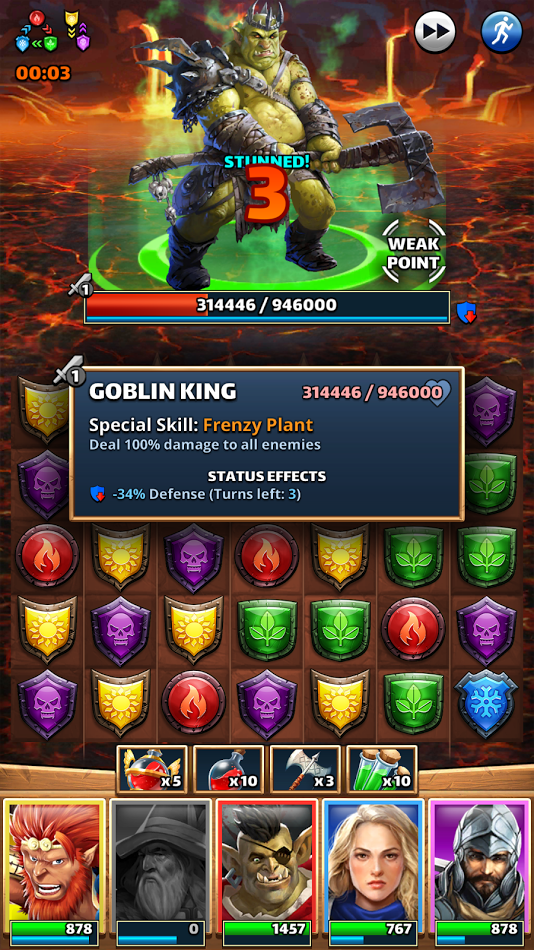 00:03
STUNNED!
3
WEAK
POINT
1
314446 / 946000
1
GOBLIN KING
314446 / 946000
Special Skill: Frenzy Plant
Deal 100% damage to all enemies
STATUS EFFECTS
-34% Defense (Turns left: 3)
x5
x10
x3
x10
878
0
1457
767
878